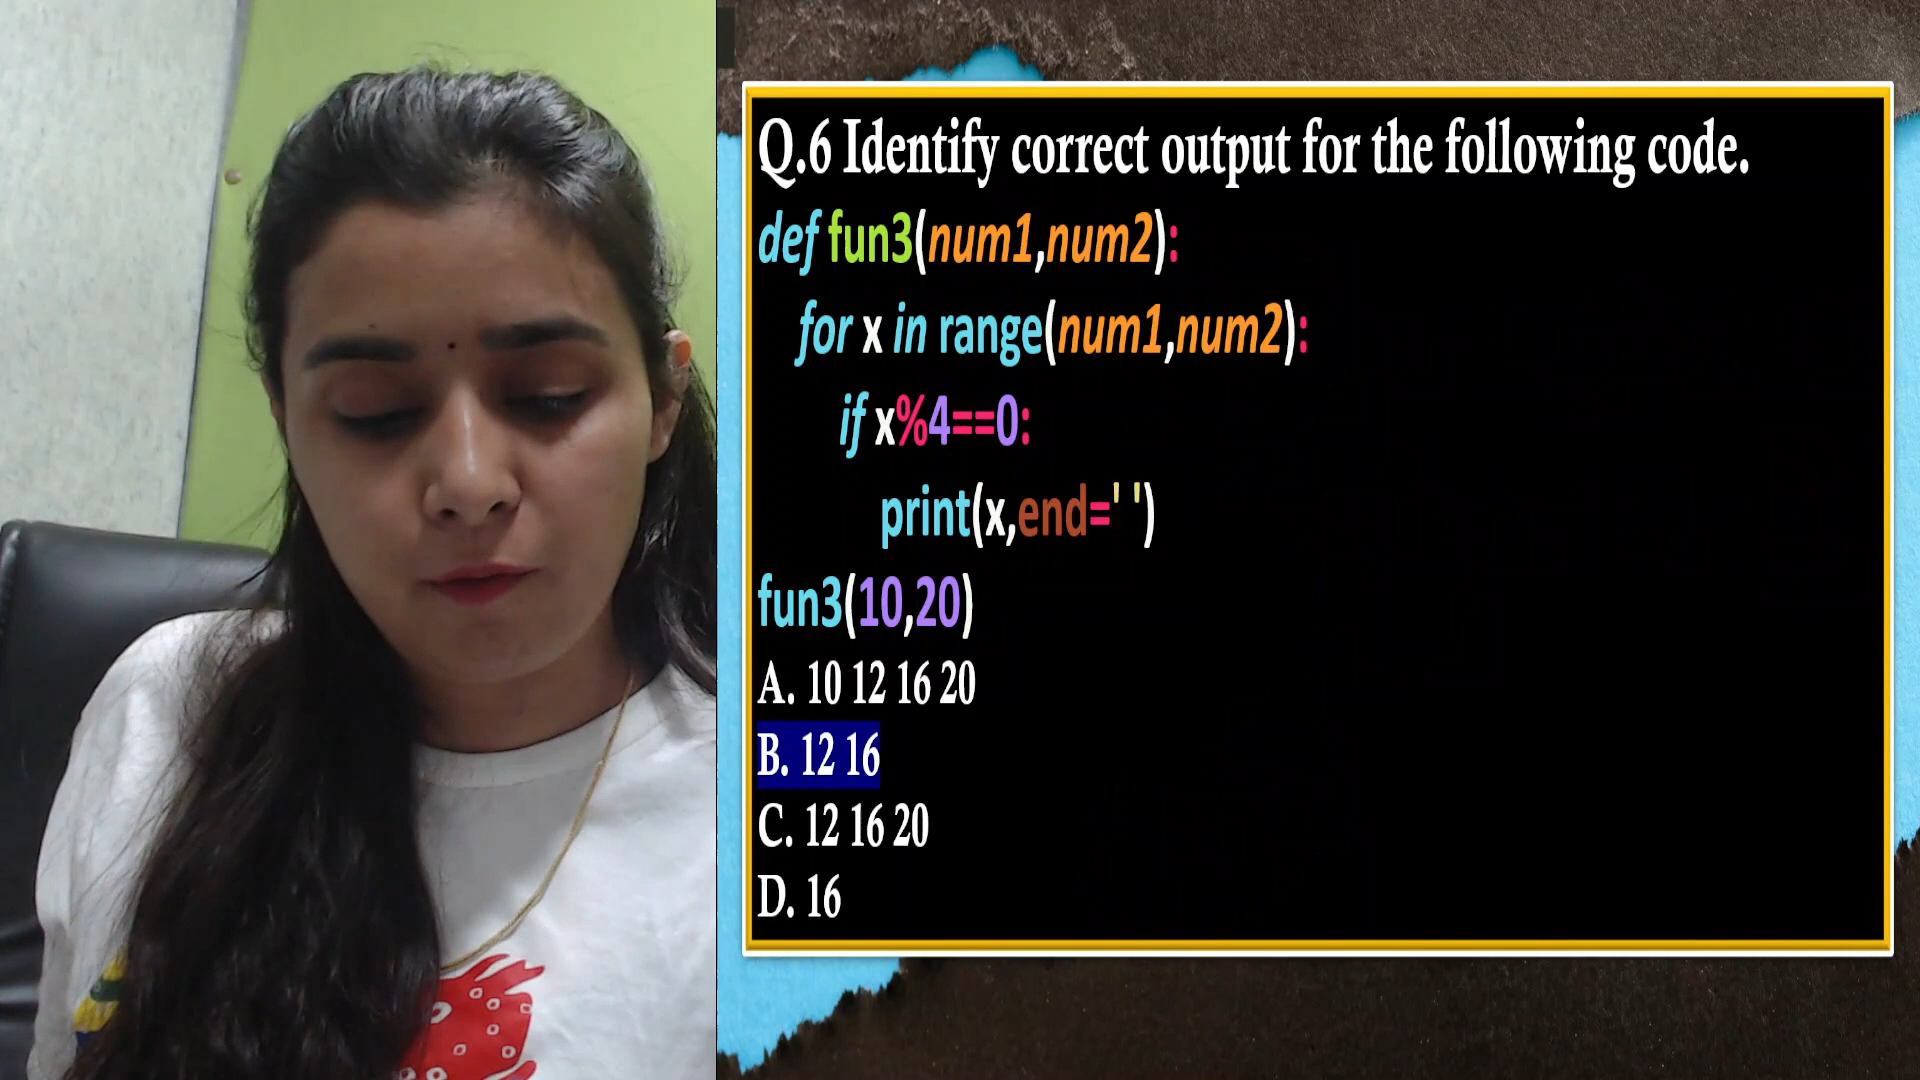 Q.6 Identify correct output for the following code.
def fun3(num1,num2):
for x in range(num1,num2):
if x%4==0:
print(x,end=' ')
fun3(10,20)
A. 10 12 16 20
B. 12 16
C. 12 16 20
D. 16